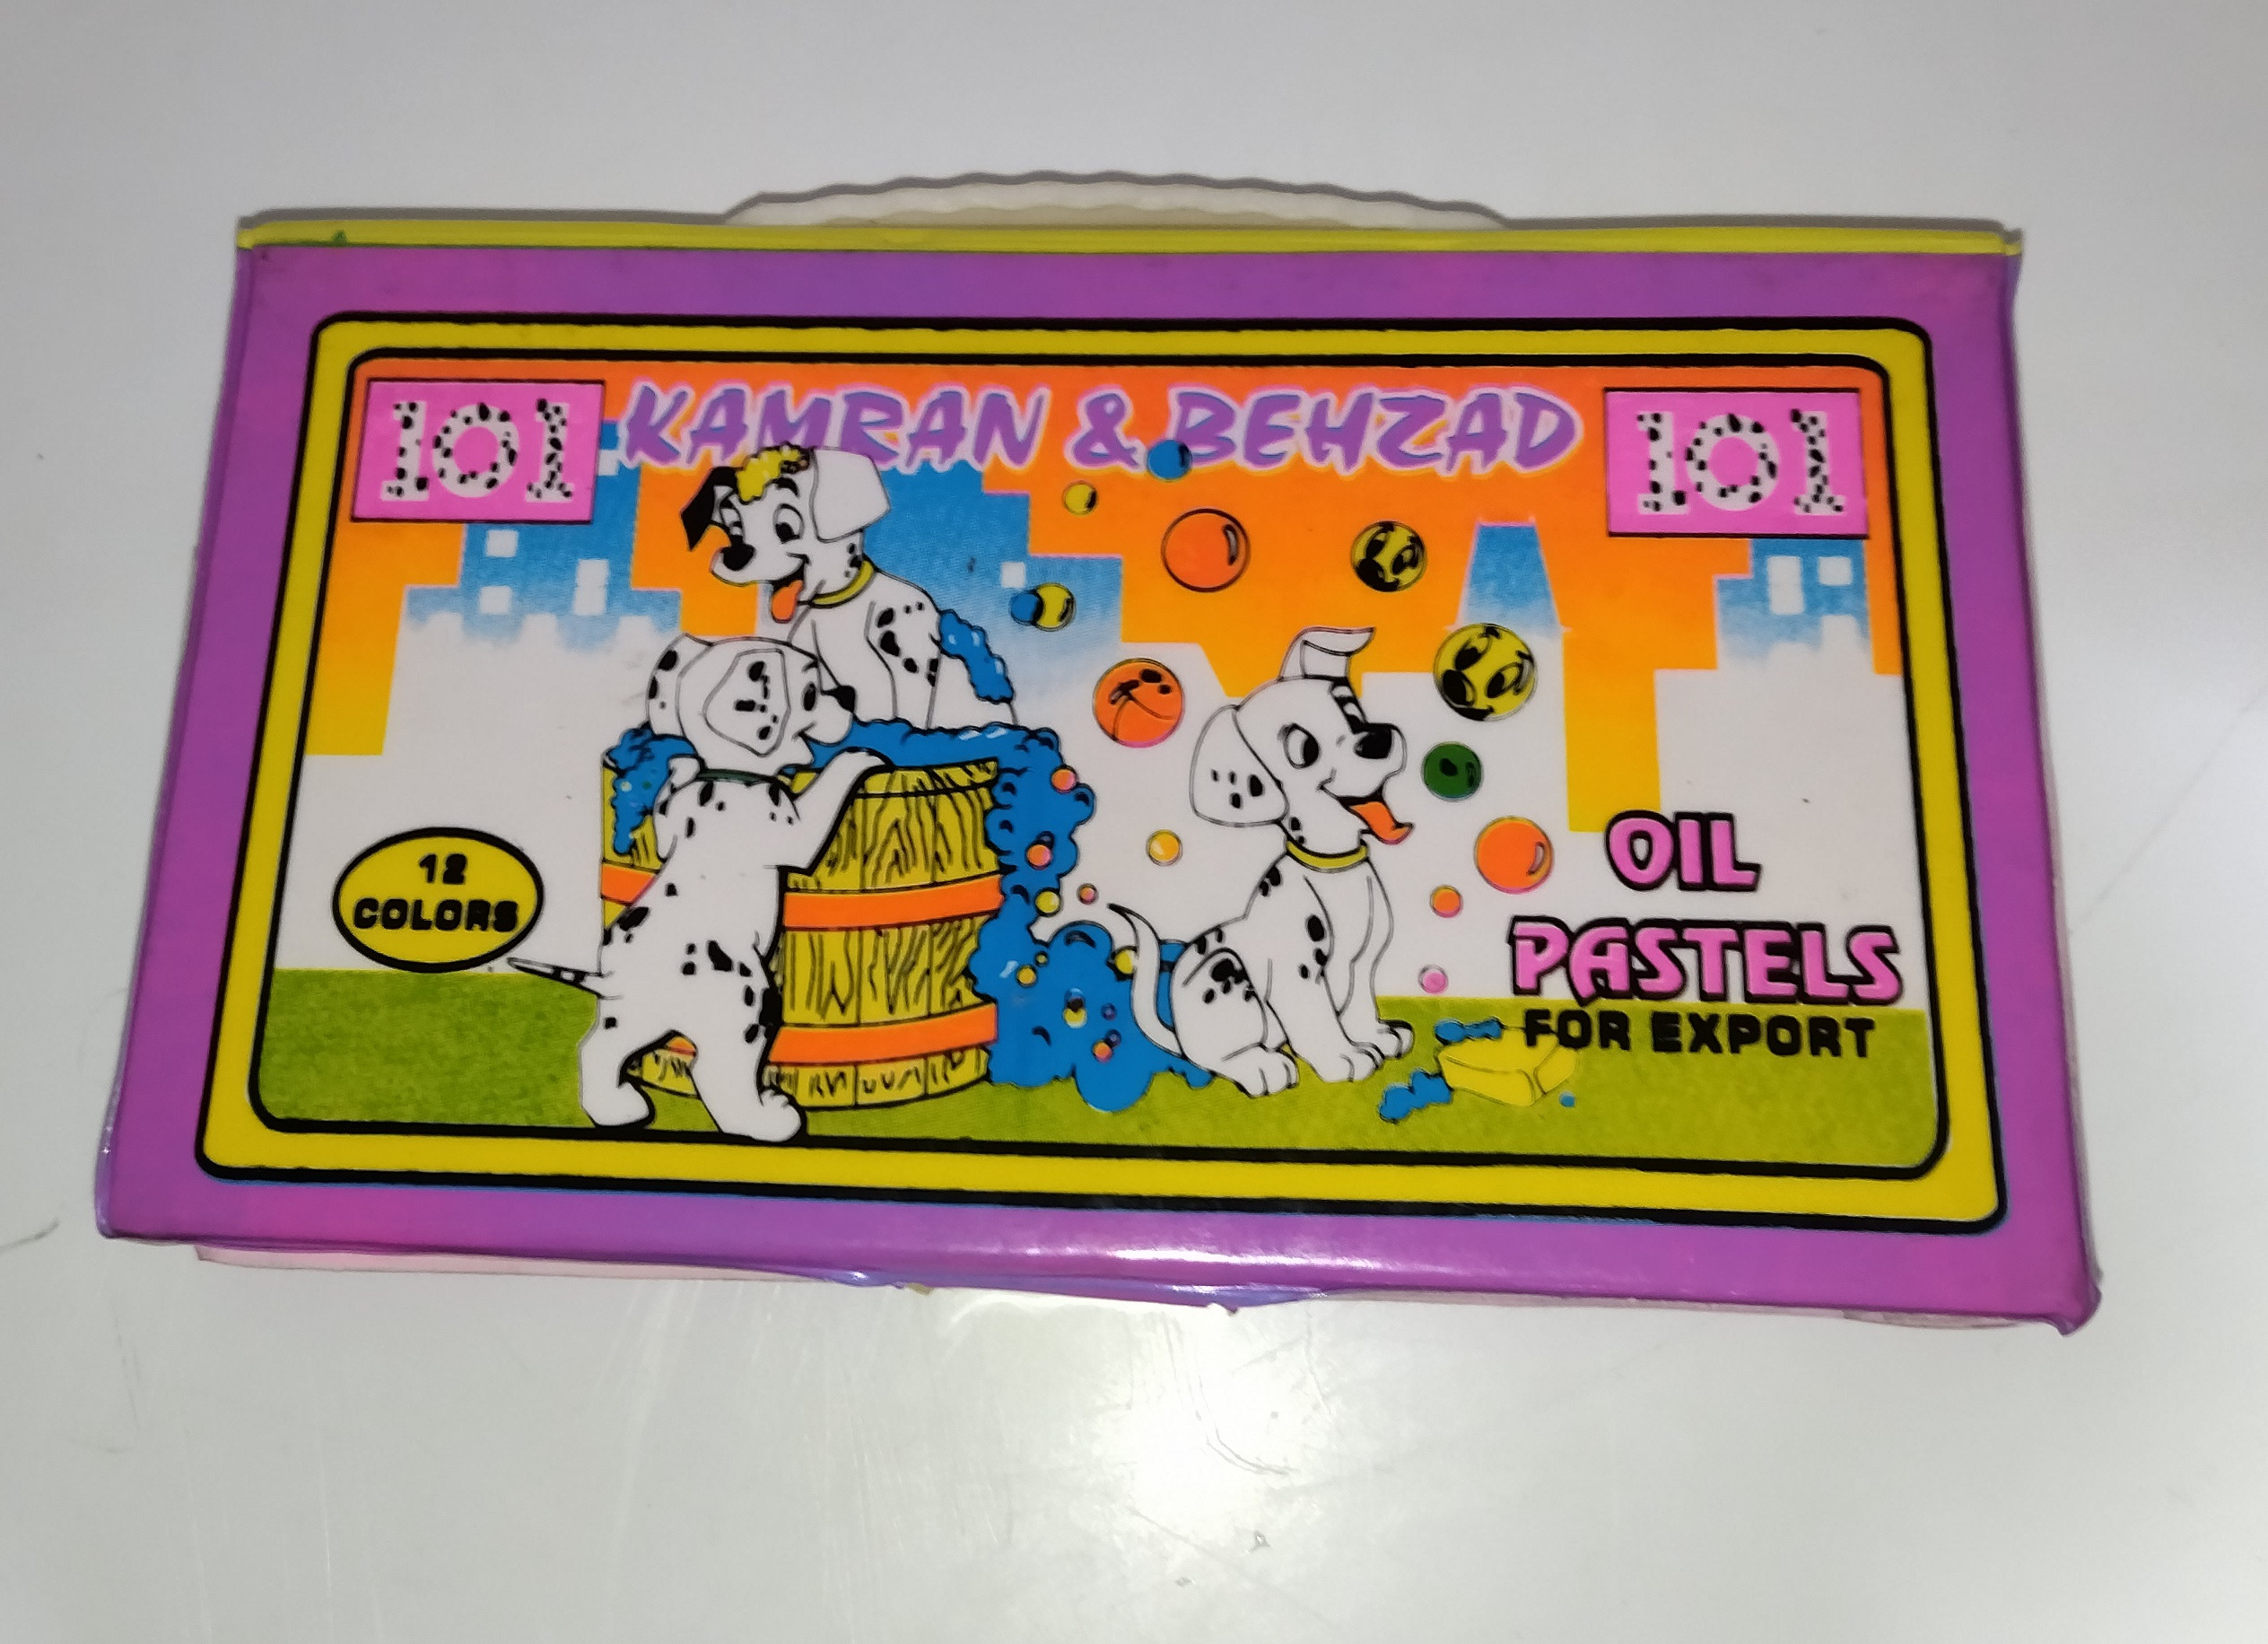 101 KAMRAN & BEHZAD 101
12
COLORS
OIL
PASTELS
FOR EXPORT